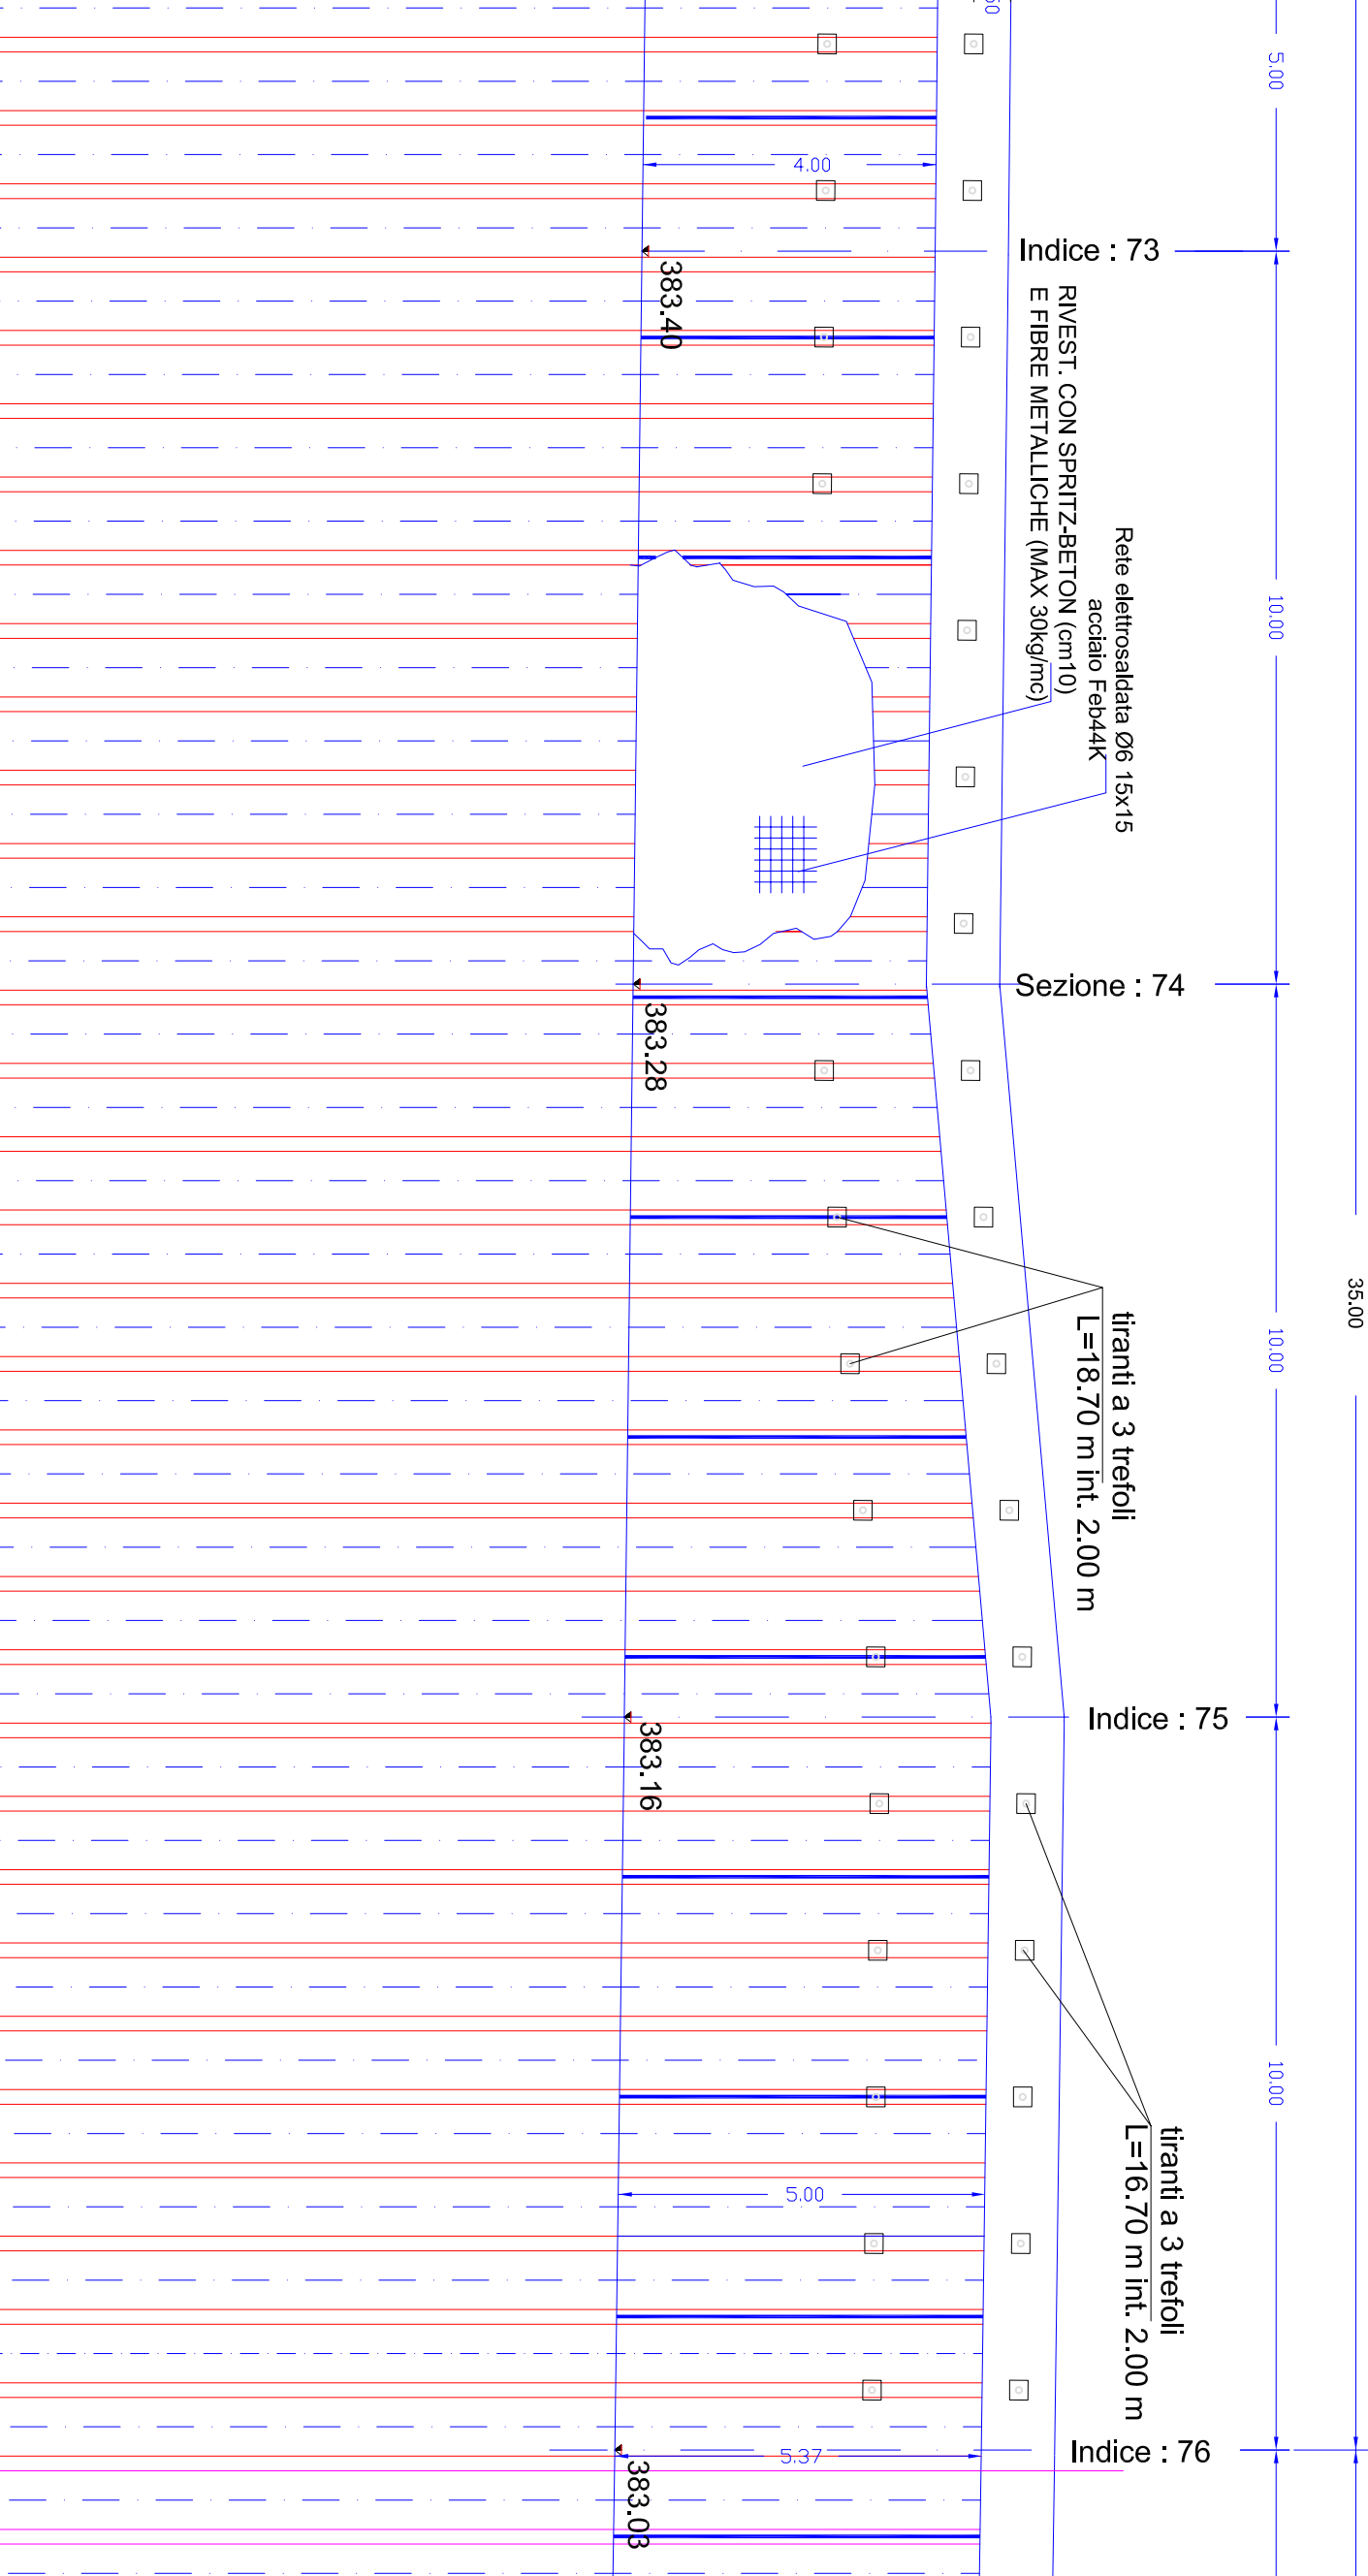 5.00
4.00
Indice : 73
383.40
RIVEST. CON SPRITZ-BETON (cm10)
E FIBRE METALLICHE (MAX 30kg/mc)
Rete elettrosaldata Ø6 15x15
acciaio Feb44K
10.00
Sezione : 74
383.28
tiranti a 3 trefoli
L=18.70 m int. 2.00 m
10.00
35.00
Indice : 75
383.16
tiranti a 3 trefoli
L=16.70 m int. 2.00 m
10.00
5.00
Indice : 76
5.37
383.03